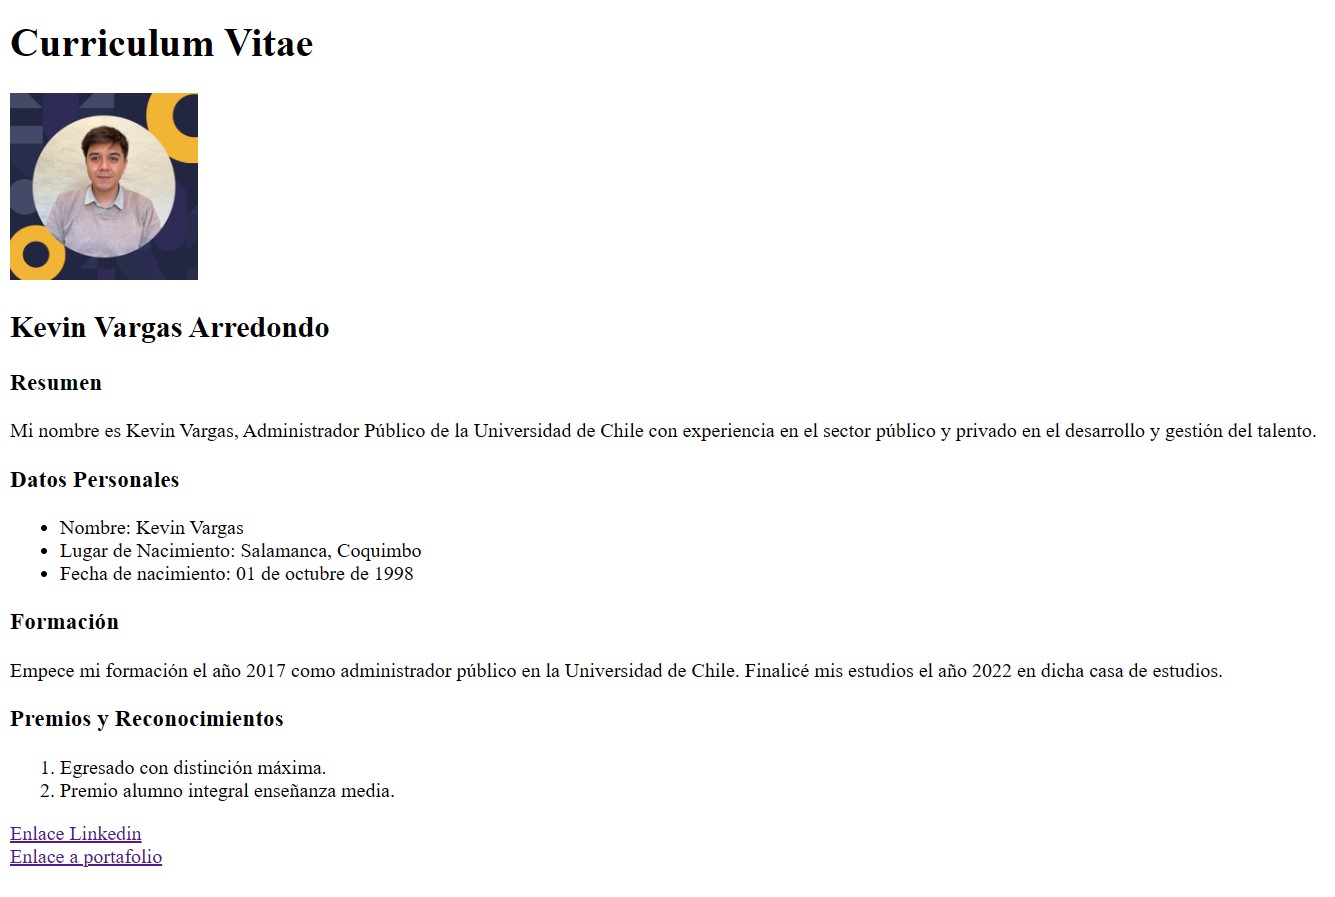 Curriculum Vitae
Kevin Vargas Arredondo
Resumen
Mi nombre es Kevin Vargas, Administrador Público de la Universidad de Chile con experiencia en el sector público y privado en el desarrollo y gestión del talento.
Datos Personales
• Nombre: Kevin Vargas
• Lugar de Nacimiento: Salamanca, Coquimbo
• Fecha de nacimiento: 01 de octubre de 1998
Formación
Empece mi formación el año 2017 como administrador público en la Universidad de Chile. Finalicé mis estudios el año 2022 en dicha casa de estudios.
Premios y Reconocimientos
1. Egresado con distinción máxima.
2. Premio alumno integral enseñanza media.
Enlace Linkedin
Enlace a portafolio